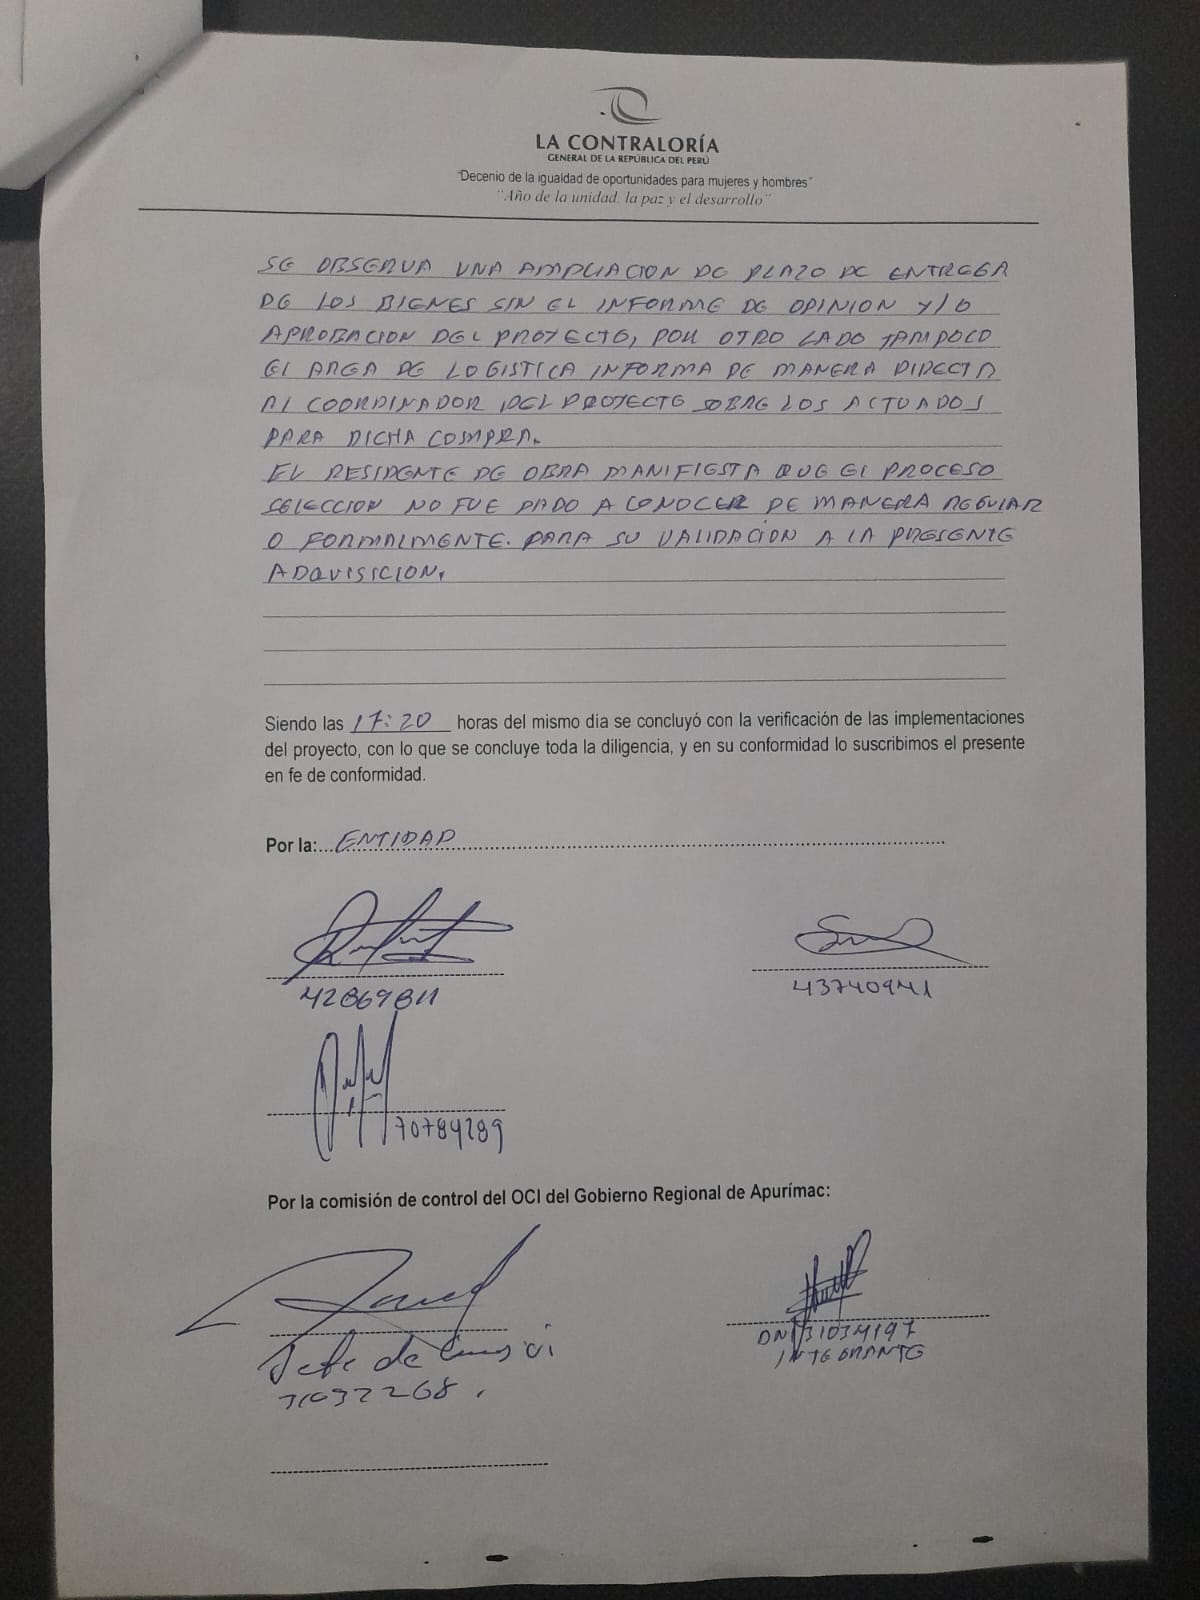 LA CONTRALORÍA
GENERAL DE LA REPÚBLICA DEL PERÚ
"Decenio de la igualdad de oportunidades para mujeres y hombres"
"Año de la unidad, la paz y el desarrollo"
SE OBSERVA UNA AMPLIACION DE PLAZO DE ENTREGA
DE LOS BIENES SIN EL INFORME DE OPINION Y/O
APROBACION DEL PROYECTO, POR OTRO LADO TAMPOCO
EL AREA DE LOGISTICA INFORMA DE MANERA DIRECTA
AL COORDINADOR DEL PROYECTO SOBRE LOS ACTUADOS
PARA DICHA COMPRA.
EL RESIDENTE DE OBRA MANIFIESTA QUE EL PROCESO
SELECCION NO FUE DADO A CONOCER DE MANERA REGULAR
O FORMALMENTE. PARA SU VALIDACION A LA PRESENTE
ADQUISICION.
Siendo las 17:20 horas del mismo día se concluyó con la verificación de las implementaciones
del proyecto, con lo que se concluye toda la diligencia, y en su conformidad lo suscribimos el presente
en fe de conformidad.
Por la:...ENTIDAD
42869811 43740941
70784289
Por la comisión de control del OCI del Gobierno Regional de Apurímac:
DNI 31034197
Jefe de
INTEGRANTE